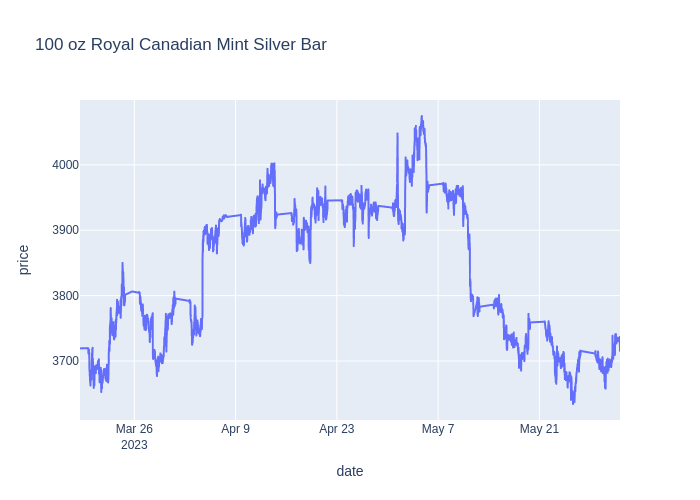 100 oz Royal Canadian Mint Silver Bar
price
4000
3900
3800
3700
Mar 26
2023
Apr 9
Apr 23
May 7
May 21
date